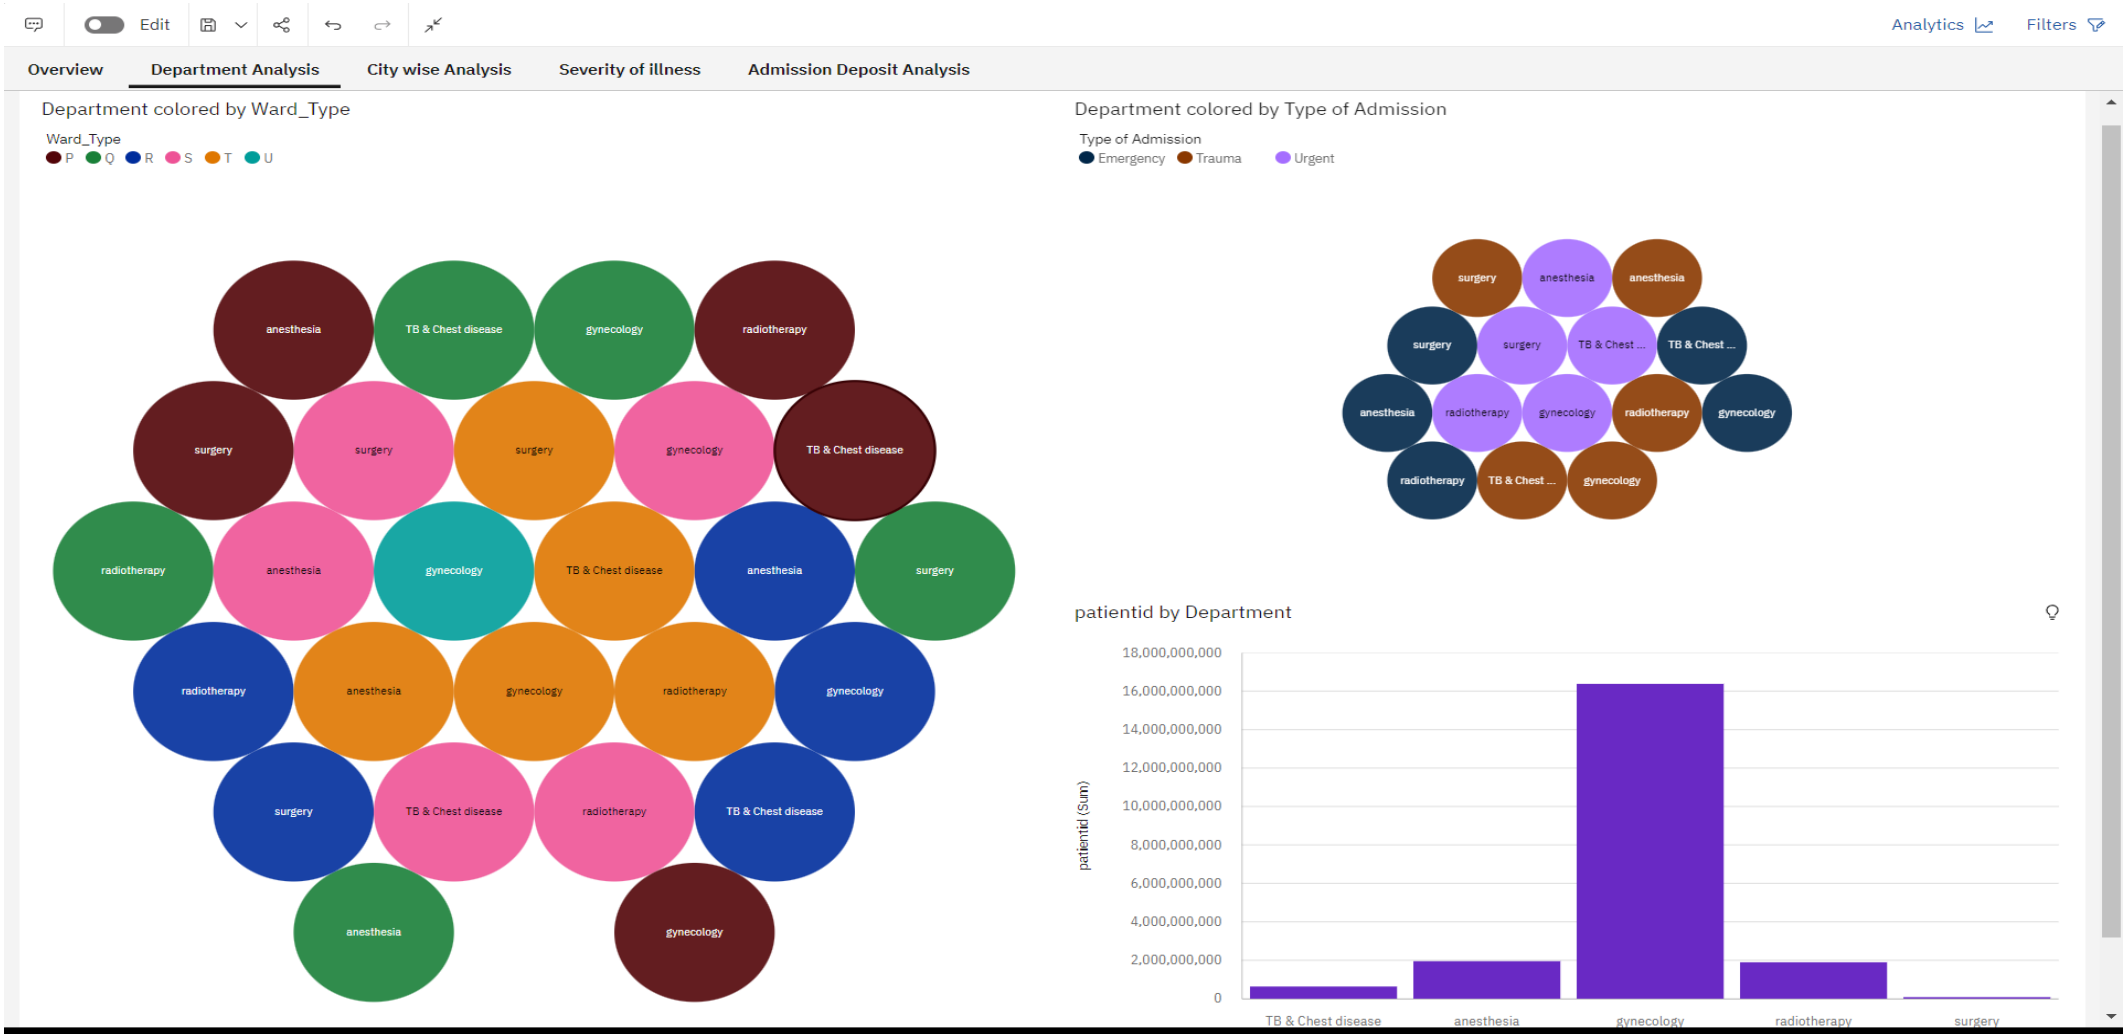 Edit
Analytics
Filters
Overview Department Analysis City wise Analysis Severity of illness Admission Deposit Analysis
Department colored by Ward_Type
Ward_Type
P Q R S T U
anesthesia TB & Chest disease gynecology radiotherapy
surgery surgery surgery gynecology TB & Chest disease
radiotherapy anesthesia gynecology TB & Chest disease anesthesia surgery
radiotherapy anesthesia gynecology radiotherapy gynecology
surgery TB & Chest disease radiotherapy TB & Chest disease
anesthesia gynecology
Department colored by Type of Admission
Type of Admission
Emergency Trauma Urgent
surgery anesthesia anesthesia
surgery surgery TB & Chest ... TB & Chest ...
anesthesia radiotherapy gynecology radiotherapy gynecology
radiotherapy TB & Chest ... gynecology
patientid by Department
patientid (Sum)
18,000,000,000
16,000,000,000
14,000,000,000
12,000,000,000
10,000,000,000
8,000,000,000
6,000,000,000
4,000,000,000
2,000,000,000
0
TB & Chest disease anesthesia gynecology radiotherapy surgery